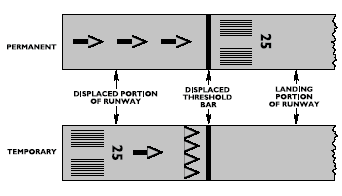 PERMANENT
25
DISPLACED PORTION
OF RUNWAY
DISPLACED
THRESHOLD
BAR
LANDING
PORTION
OF RUNWAY
TEMPORARY
25